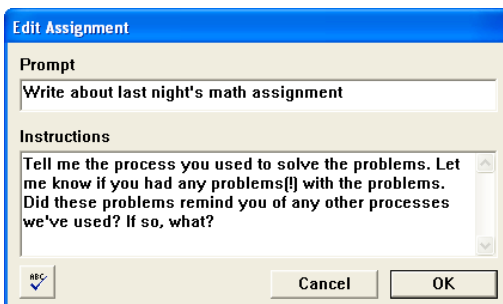 Edit Assignment
Prompt
Write about last night's math assignment
Instructions
Tell me the process you used to solve the problems. Let
me know if you had any problems(!) with the problems.
Did these problems remind you of any other processes
we've used? If so, what?
ABC
Cancel OK